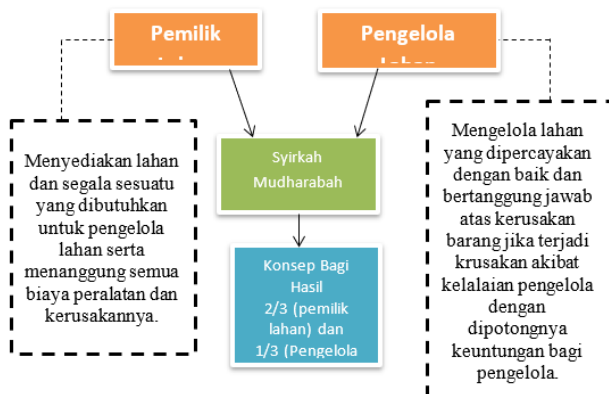 Pemilik
Pengelola
Menyediakan lahan
dan segala sesuatu
yang dibutuhkan
untuk pengelola
lahan serta
menanggung semua
biaya peralatan dan
kerusakannya.
Syirkah
Mudharabah
Konsep Bagi
Hasil
2/3 (pemilik
lahan) dan
1/3 (Pengelola
Mengelola lahan
yang dipercayakan
dengan baik dan
bertanggung jawab
atas kerusakan
barang jika terjadi
krusakan akibat
kelalaian pengelola
dengan
dipotongnya
keuntungan bagi
pengelola.